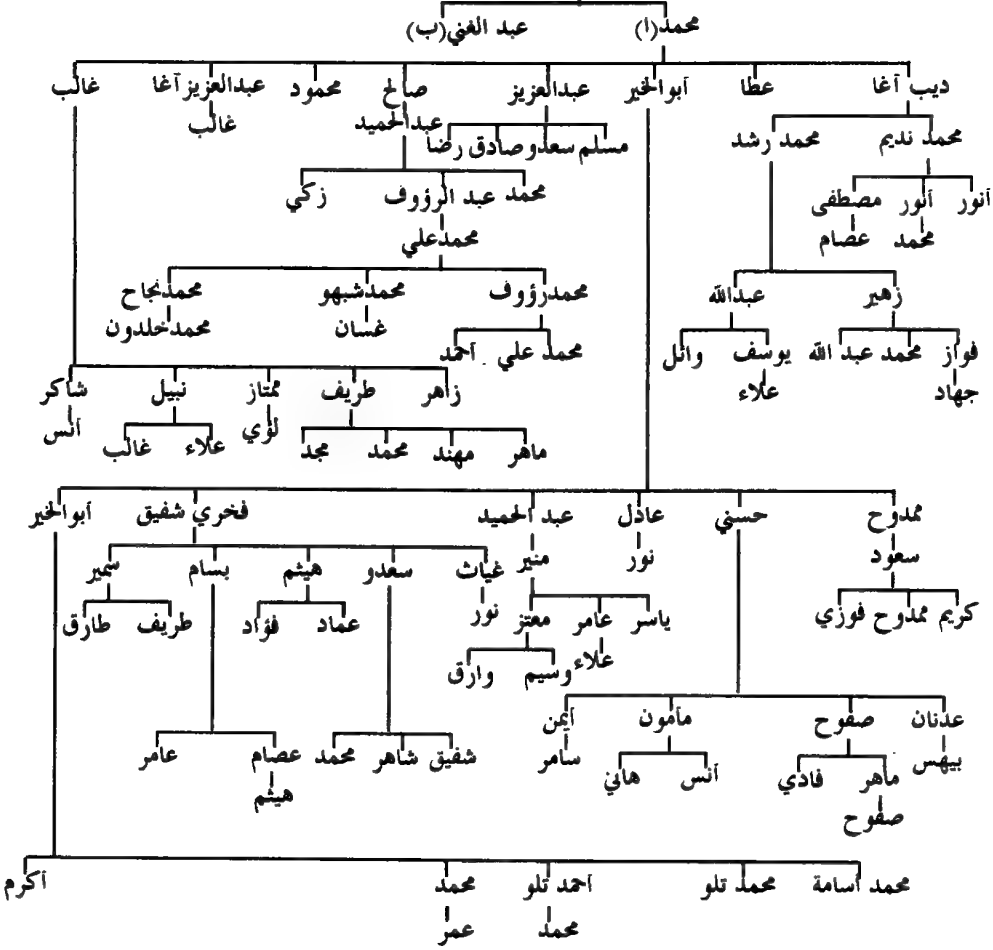 محمد(ا) عبد الغني(ب)
ديب آغا عطا أبوالخير عبدالعزيز صالح محمود عبدالعزيز آغا غالب
عبدالحميد غالب
محمد نديم محمد رشد مسلم سعدو صادق رضا
أنور أنور مصطفى محمد عبد الرؤوف زكي
محمد عصام محمدعلي
زهير عبدالله محمدرؤوف محمدشبهو محمدنجاح
غسان محمدخلدون
فواز محمد عبد الله يوسف وائل محمد علي أحمد
جهاد علاء
زاهر طريف ممتاز نبيل شاكر
لؤي أنس
ماهر مهند محمد مجد علاء غالب
ممدوح حسني عادل عبد الحميد فخري شفيق أبوالخير
سعود نور منير
غياث سعدو هيثم بسام سمير
كريم ممدوح فوزي ياسر عامر معتز نور عماد فؤاد طريف طارق
علاء وسيم وارق
عدنان صفوح مأمون أيمن
بيهس سامر
ماهر فادي أنس هاني شفيق شاهر محمد عصام عامر
صفوح هيثم
محمد أسامة محمد تلو أحمد تلو محمد أكرم
محمد عمر